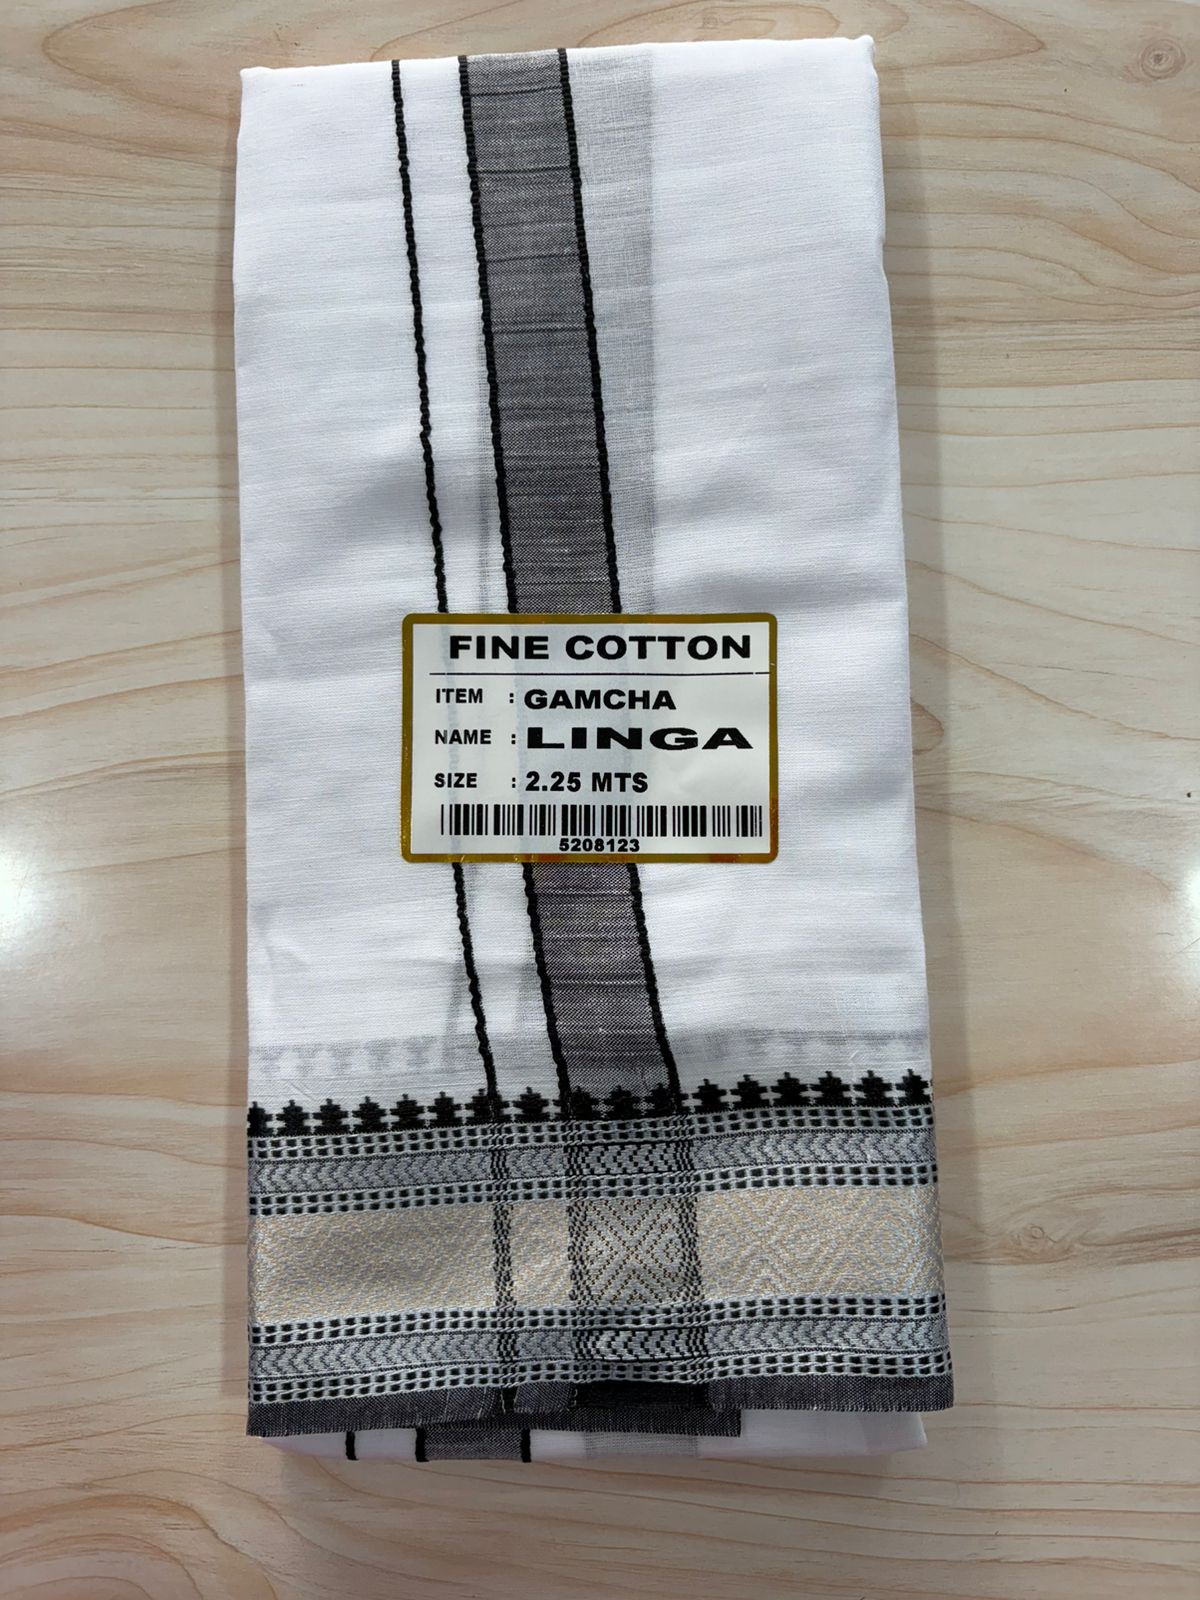 FINE COTTON
ITEM : GAMCHA
NAME : LINGA
SIZE : 2.25 MTS
5208123